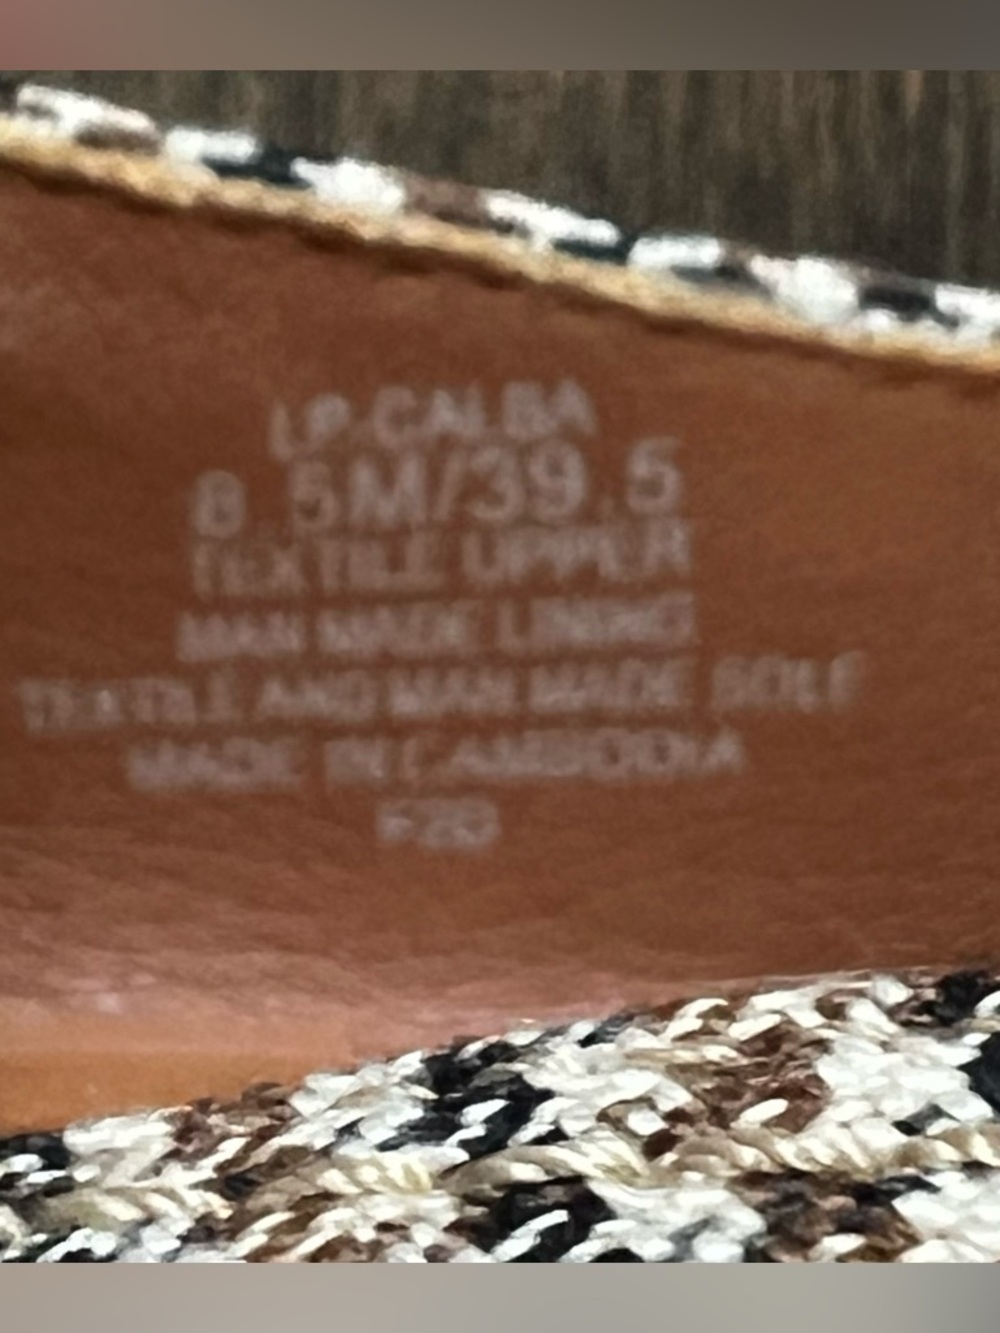 LP-CALBA
8.5M/39.5
TEXTILE UPPER
MAN MADE LINING
TEXTILE AND MAN MADE SOLE
MADE IN CAMBODIA
F20